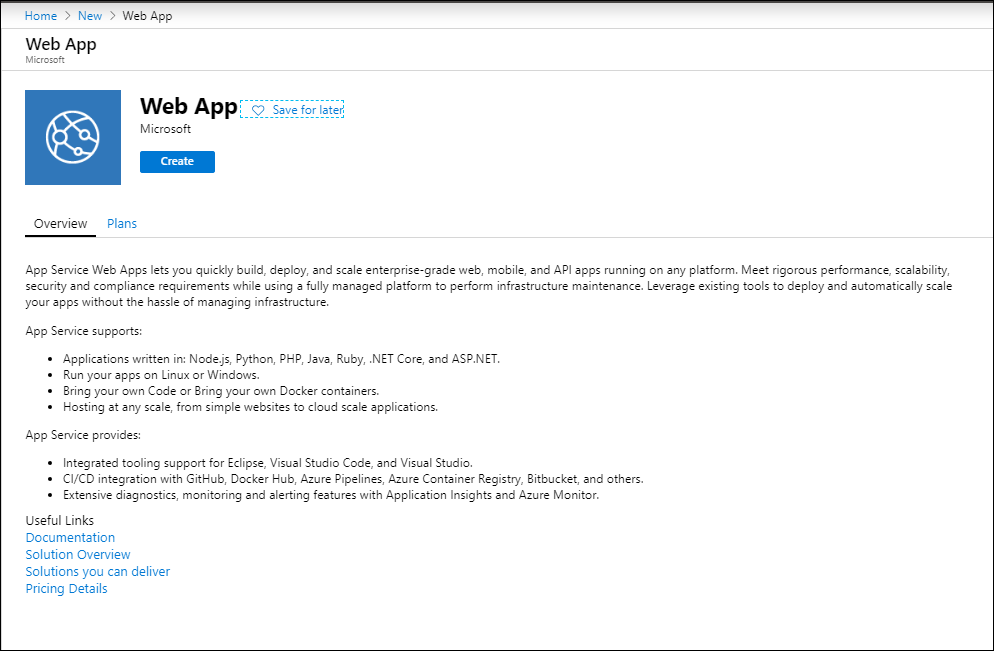 Home > New > Web App
Web App
Microsoft
Web App
Save for later
Microsoft
Create
Overview Plans
App Service Web Apps lets you quickly build, deploy, and scale enterprise-grade web, mobile, and API apps running on any platform. Meet rigorous performance, scalability,
security and compliance requirements while using a fully managed platform to perform infrastructure maintenance. Leverage existing tools to deploy and automatically scale
your apps without the hassle of managing infrastructure.
App Service supports:
• Applications written in: Node.js, Python, PHP, Java, Ruby, .NET Core, and ASP.NET.
• Run your apps on Linux or Windows.
• Bring your own Code or Bring your own Docker containers.
• Hosting at any scale, from simple websites to cloud scale applications.
App Service provides:
• Integrated tooling support for Eclipse, Visual Studio Code, and Visual Studio.
• CI/CD integration with GitHub, Docker Hub, Azure Pipelines, Azure Container Registry, Bitbucket, and others.
• Extensive diagnostics, monitoring and alerting features with Application Insights and Azure Monitor.
Useful Links
Documentation
Solution Overview
Solutions you can deliver
Pricing Details